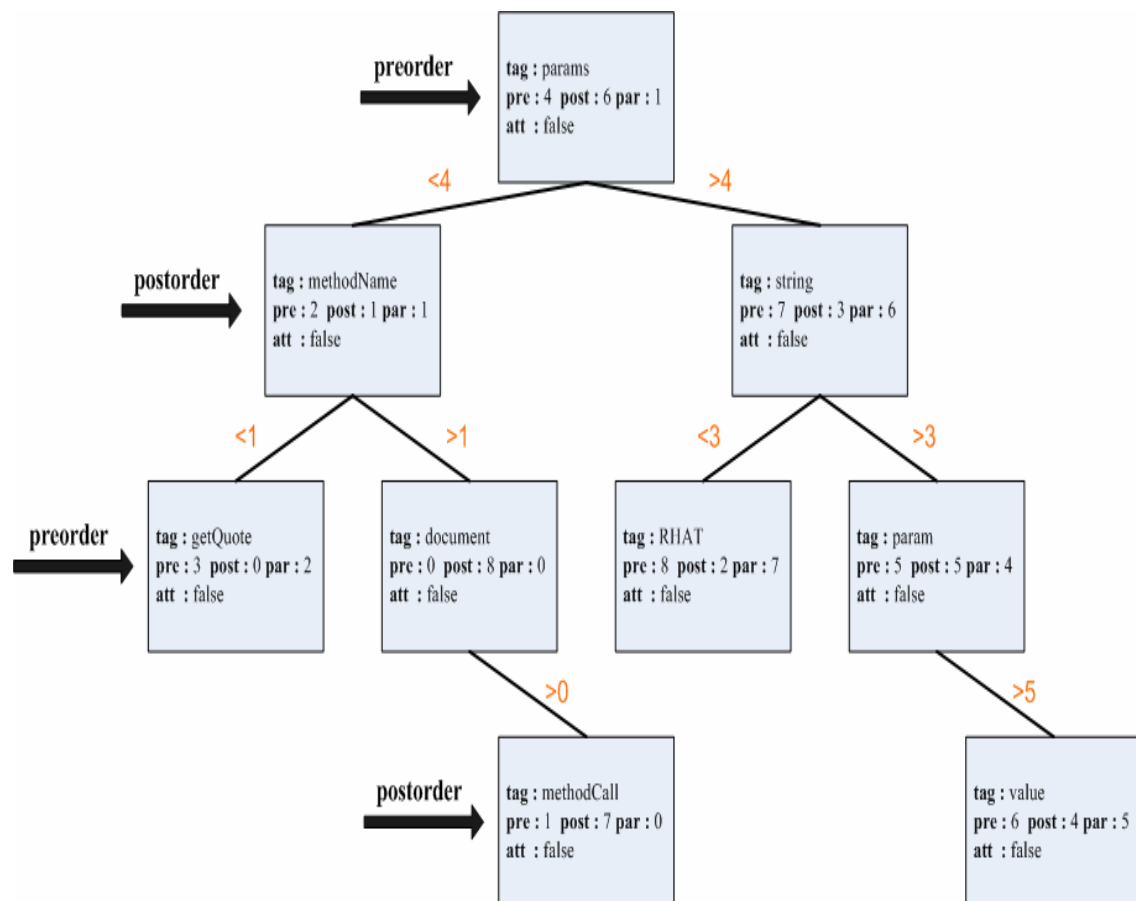 preorder
tag : params
pre : 4 post : 6 par : 1
att : false
<4
>4
postorder
tag : methodName
pre : 2 post : 1 par : 1
att : false
tag : string
pre : 7 post : 3 par : 6
att : false
<1
>1
<3
>3
preorder
tag : getQuote
pre : 3 post : 0 par : 2
att : false
tag : document
pre : 0 post : 8 par : 0
att : false
tag : RHAT
pre : 8 post : 2 par : 7
att : false
tag : param
pre : 5 post : 5 par : 4
att : false
>0
>5
postorder
tag : methodCall
pre : 1 post : 7 par : 0
att : false
tag : value
pre : 6 post : 4 par : 5
att : false